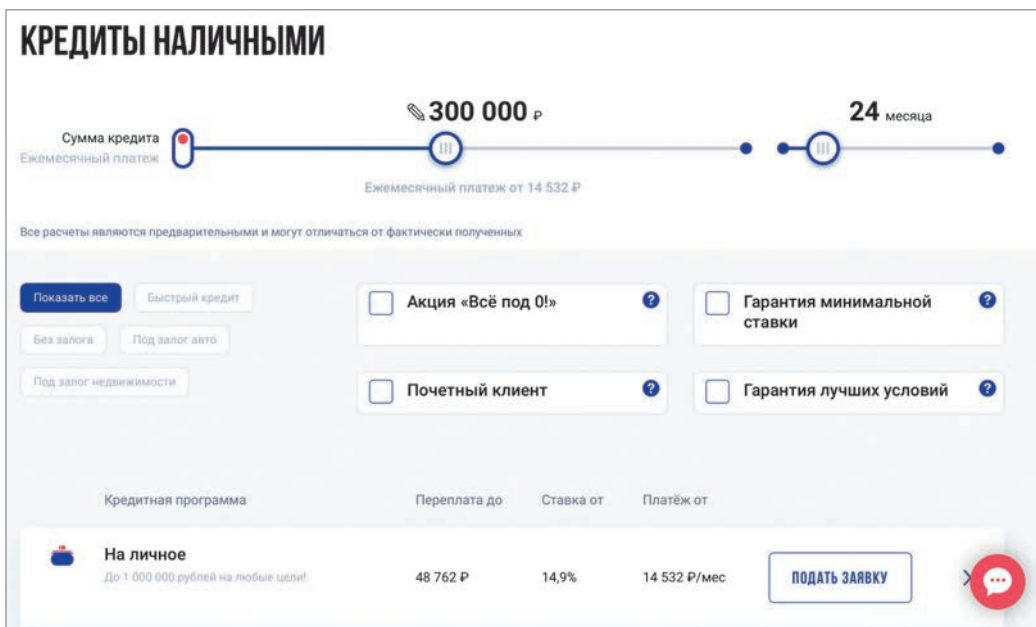 КРЕДИТЫ НАЛИЧНЫМИ
300 000 ₽
24 месяца
Сумма кредита
Ежемесячный платеж
Ежемесячный платеж от 14 532 ₽
Все расчеты являются предварительными и могут отличаться от фактически полученных
Показать все
Быстрый кредит
Без залога
Под залог авто
Под залог недвижимости
Акция «Всё под 0!»
?
Гарантия минимальной
ставки
?
Почетный клиент
?
Гарантия лучших условий
?
Кредитная программа
Переплата до
Ставка от
Платёж от
На личное
До 1 000 000 рублей на любые цели!
48 762 ₽
14,9%
14 532 ₽/мес
ПОДАТЬ ЗАЯВКУ